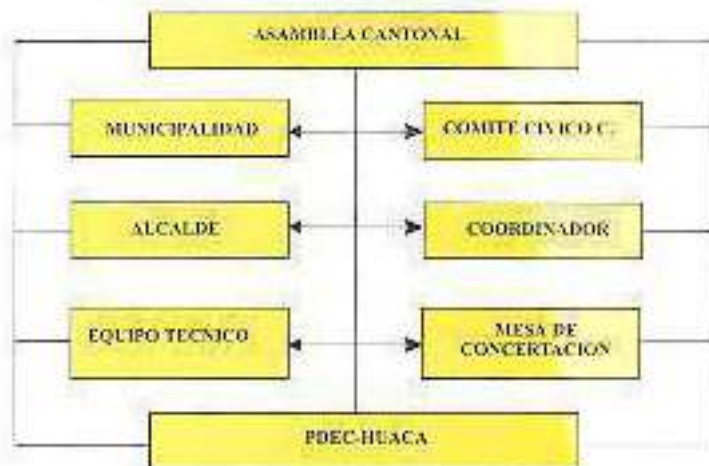 ASAMBLEA CANTONAL
MUNICIPALIDAD
COMITE CIVICO C.
ALCALDE
COORDINADOR
EQUIPO TECNICO
MESA DE
CONCERTACION
PDEC-HUACA